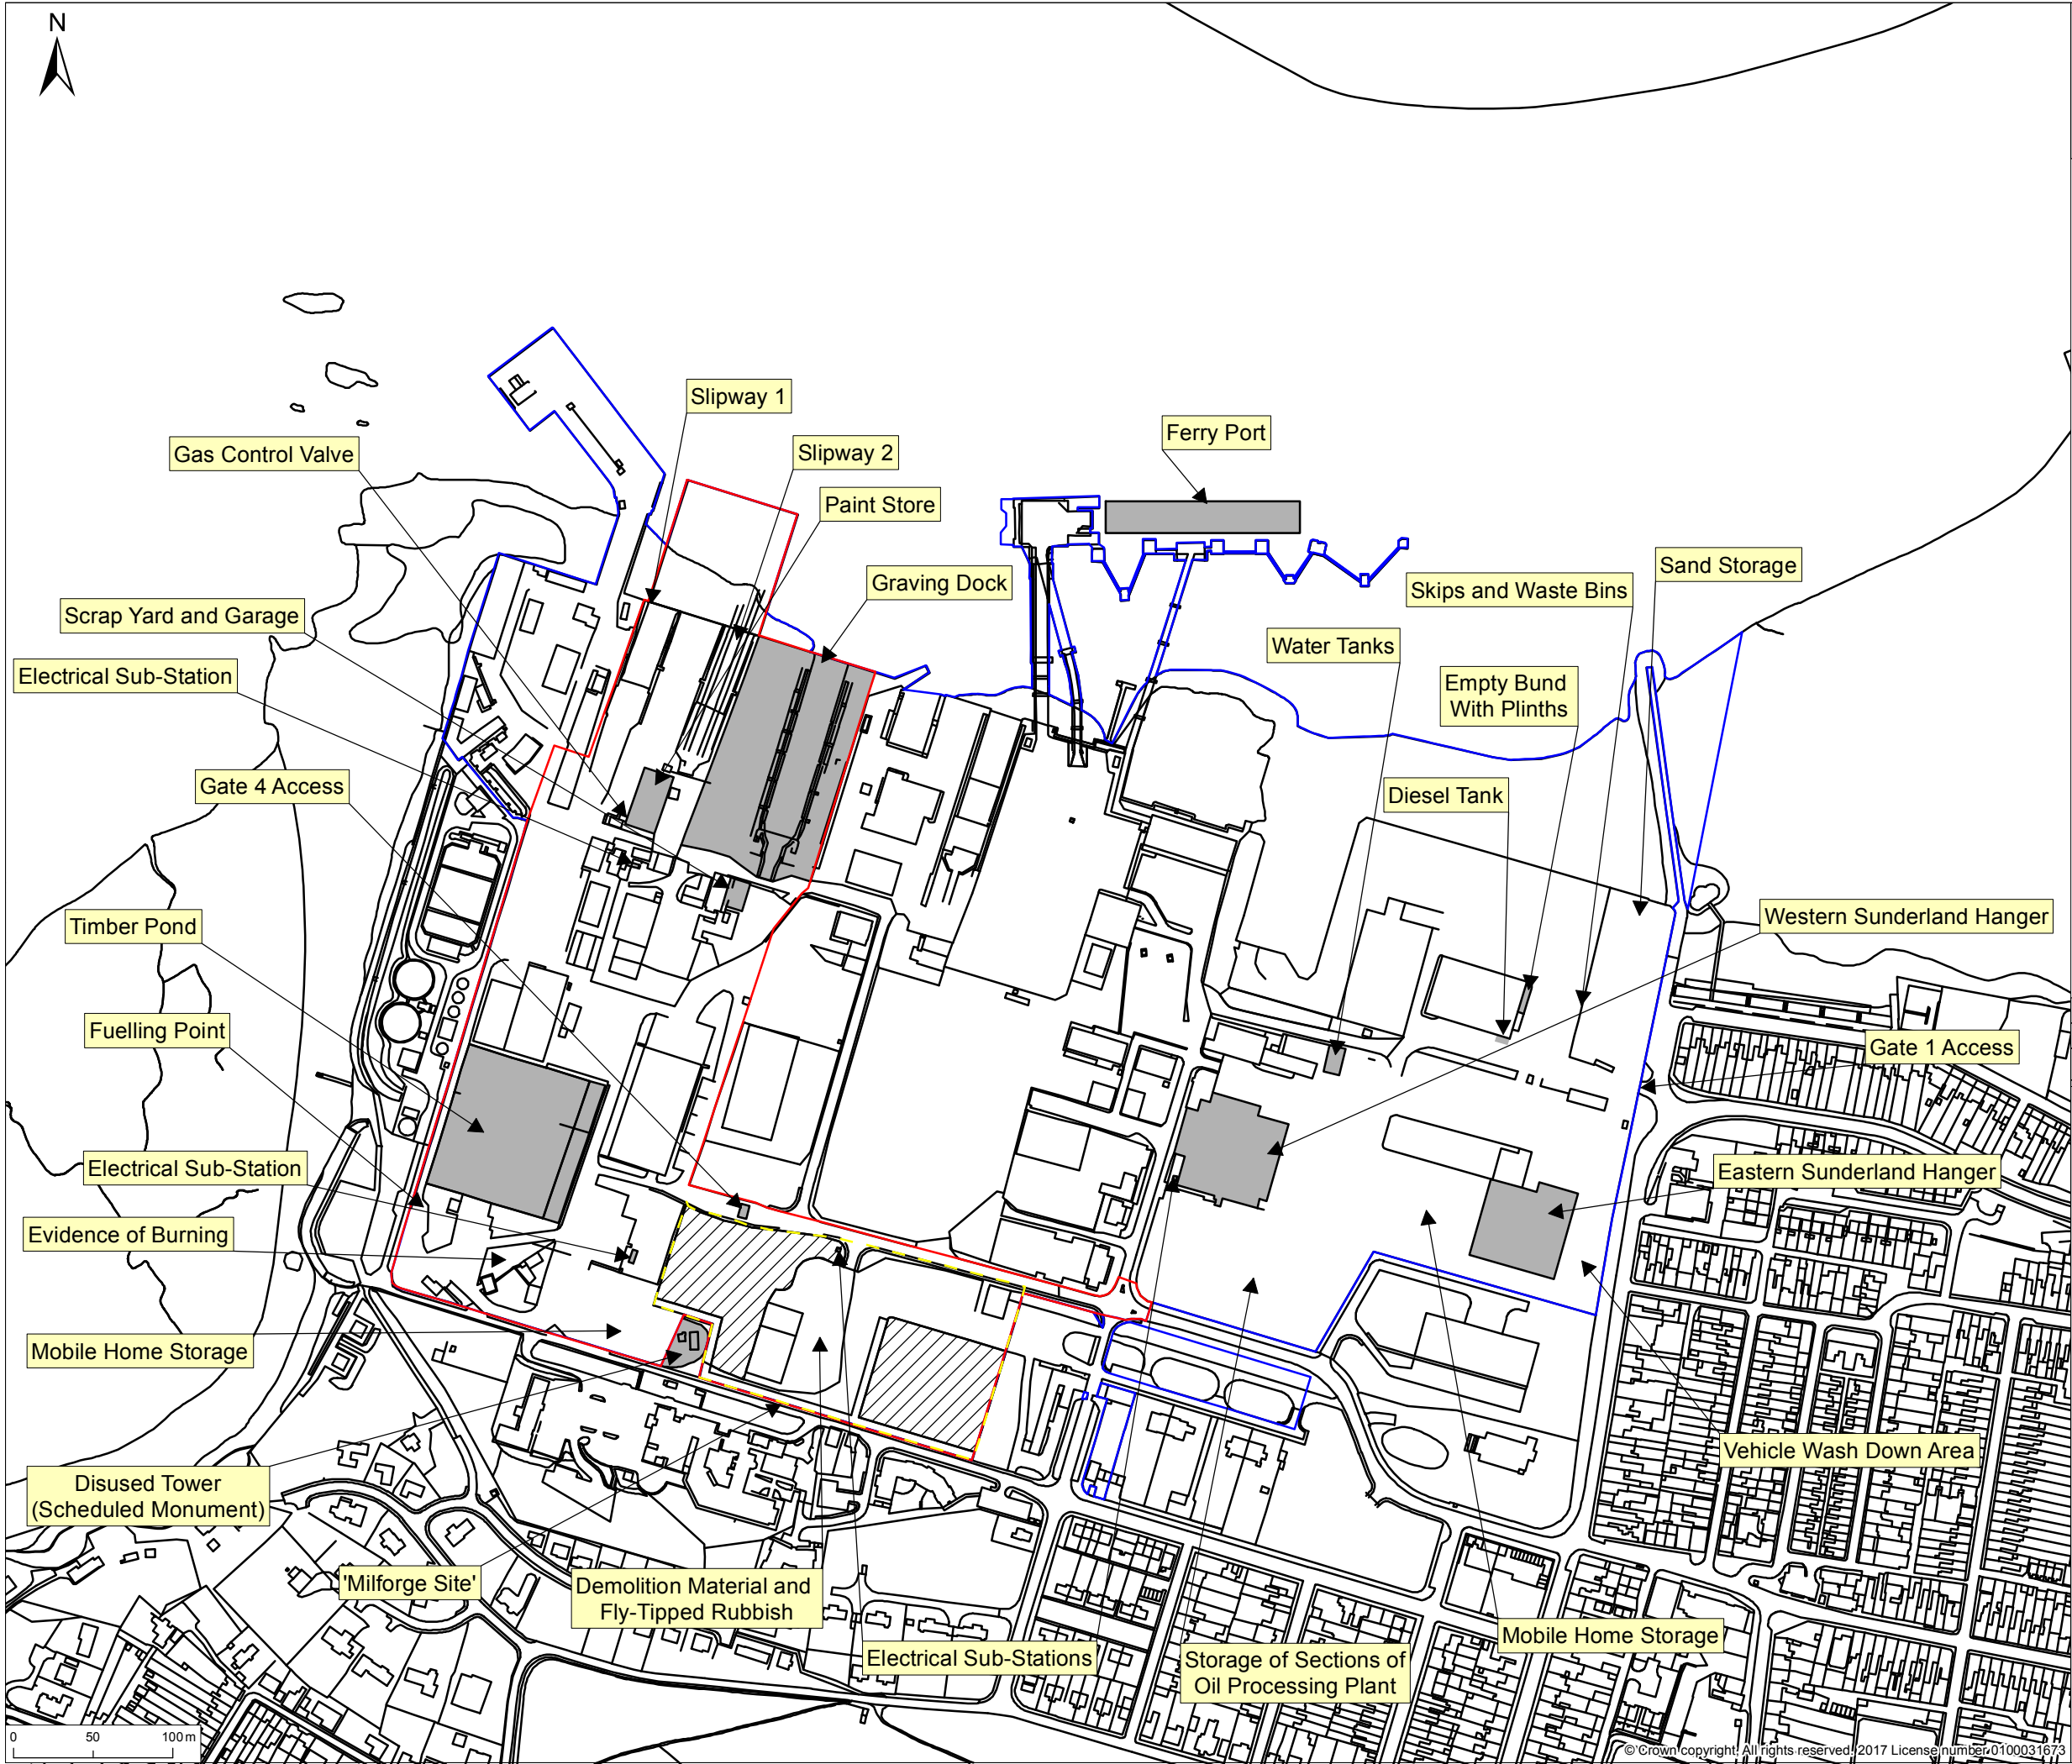 N
Slipway 1
Ferry Port
Gas Control Valve
Slipway 2
Paint Store
Graving Dock
Sand Storage
Skips and Waste Bins
Scrap Yard and Garage
Water Tanks
Electrical Sub-Station
Empty Bund
With Plinths
Gate 4 Access
Diesel Tank
Timber Pond
Western Sunderland Hanger
Fuelling Point
Gate 1 Access
Electrical Sub-Station
Eastern Sunderland Hanger
Evidence of Burning
Mobile Home Storage
Vehicle Wash Down Area
Disused Tower
(Scheduled Monument)
'Milforge Site'
Demolition Material and
Fly-Tipped Rubbish
Mobile Home Storage
Electrical Sub-Stations
Storage of Sections of
Oil Processing Plant
0 50 100 m
© Crown copyright, All rights reserved. 2017 License number 0100031673